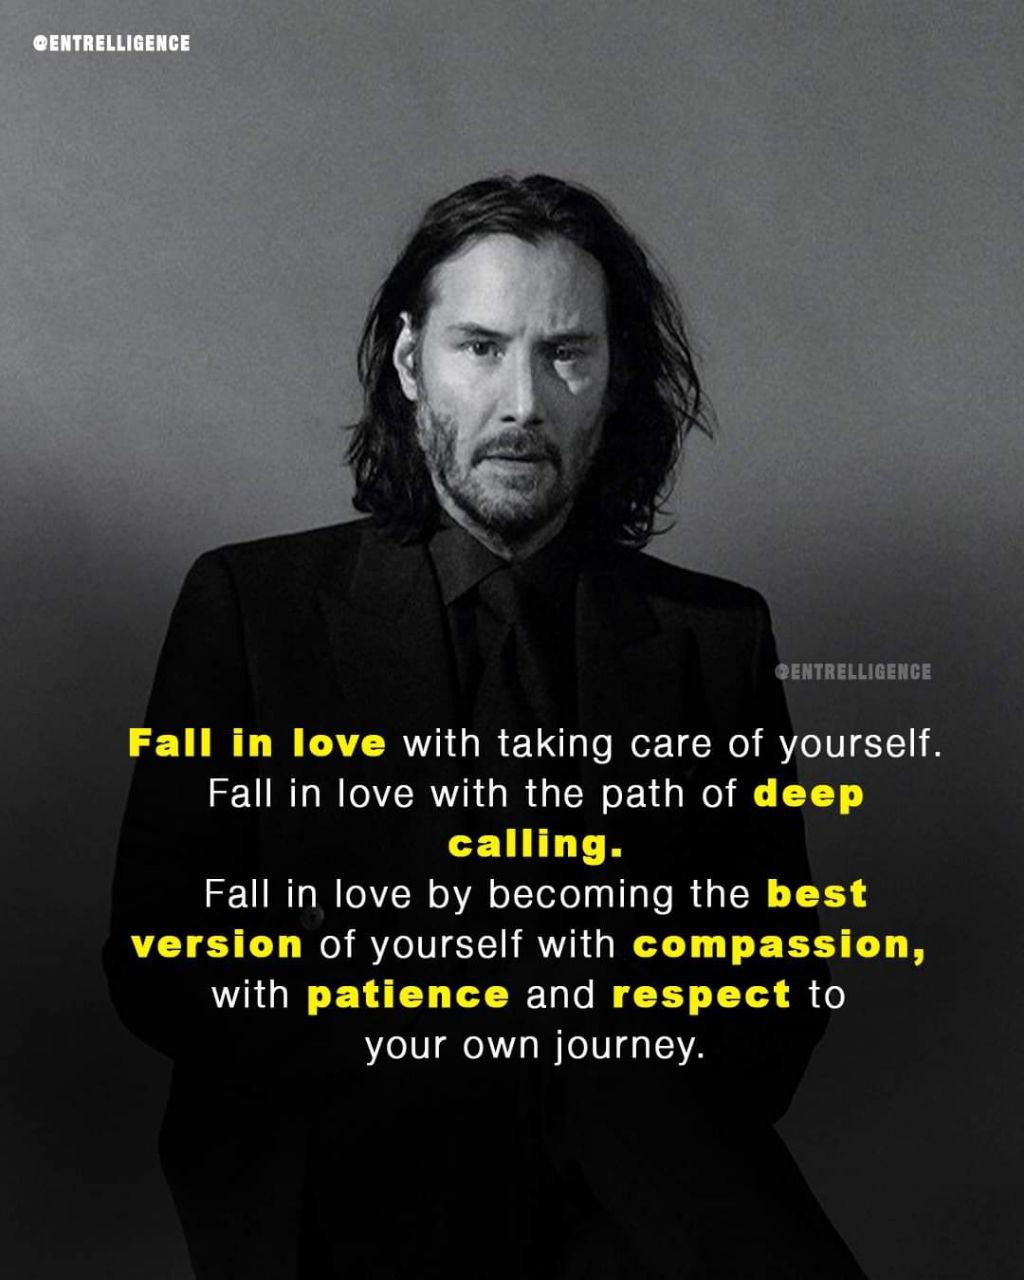 @ENTRELLIGENCE
@ENTRELLIGENCE
Fall in love with taking care of yourself.
Fall in love with the path of deep
calling.
Fall in love by becoming the best
version of yourself with compassion,
with patience and respect to
your own journey.